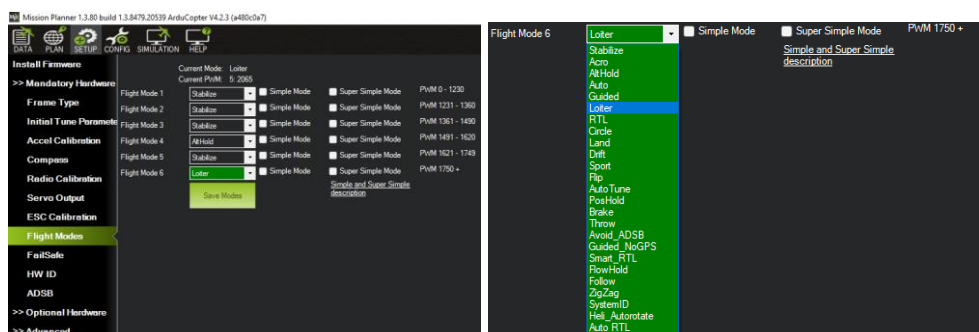 Mission Planner 1.3.80 build 1.3.8479.20539 ArduCopter V4.2.3 (a480c0a7)
DATA PLAN SETUP CONFIG SIMULATION HELP
Install Firmware
>> Mandatory Hardware
Frame Type
Initial Tune Paramete
Accel Calibration
Compass
Radio Calibration
Servo Output
ESC Calibration
Flight Modes
FailSafe
HW ID
ADSB
>> Optional Hardware
>> Advanced
Current Mode: Loiter
Current PWM: 5: 2065
Flight Mode 1 Stabilize Simple Mode Super Simple Mode PWM 0 - 1230
Flight Mode 2 Stabilize Simple Mode Super Simple Mode PWM 1231 - 1360
Flight Mode 3 Stabilize Simple Mode Super Simple Mode PWM 1361 - 1490
Flight Mode 4 AltHold Simple Mode Super Simple Mode PWM 1491 - 1620
Flight Mode 5 Stabilize Simple Mode Super Simple Mode PWM 1621 - 1749
Flight Mode 6 Loiter Simple Mode Super Simple Mode PWM 1750 +
Simple and Super Simple
description
Save Modes
Flight Mode 6 Loiter Simple Mode Super Simple Mode PWM 1750 +
Simple and Super Simple
description
Stabilize
Acro
AltHold
Auto
Guided
Loiter
RTL
Circle
Land
Drift
Sport
Flip
AutoTune
PosHold
Brake
Throw
Avoid_ADSB
Guided_NoGPS
Smart_RTL
FlowHold
Follow
ZigZag
SystemID
Heli_Autorotate
Auto RTL